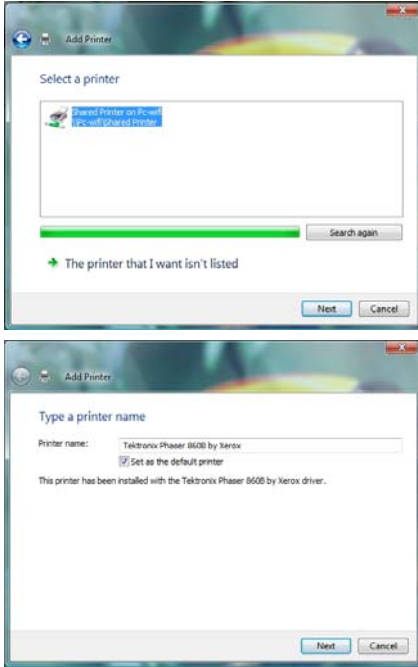 Add Printer
Select a printer
Shared Printer on Pc-wifi
\\Pc-wifi\Shared Printer
Search again
The printer that I want isn't listed
Next
Cancel
Add Printer
Type a printer name
Printer name:
Tektronix Phaser 860B by Xerox
Set as the default printer
This printer has been installed with the Tektronix Phaser 860B by Xerox driver.
Next
Cancel